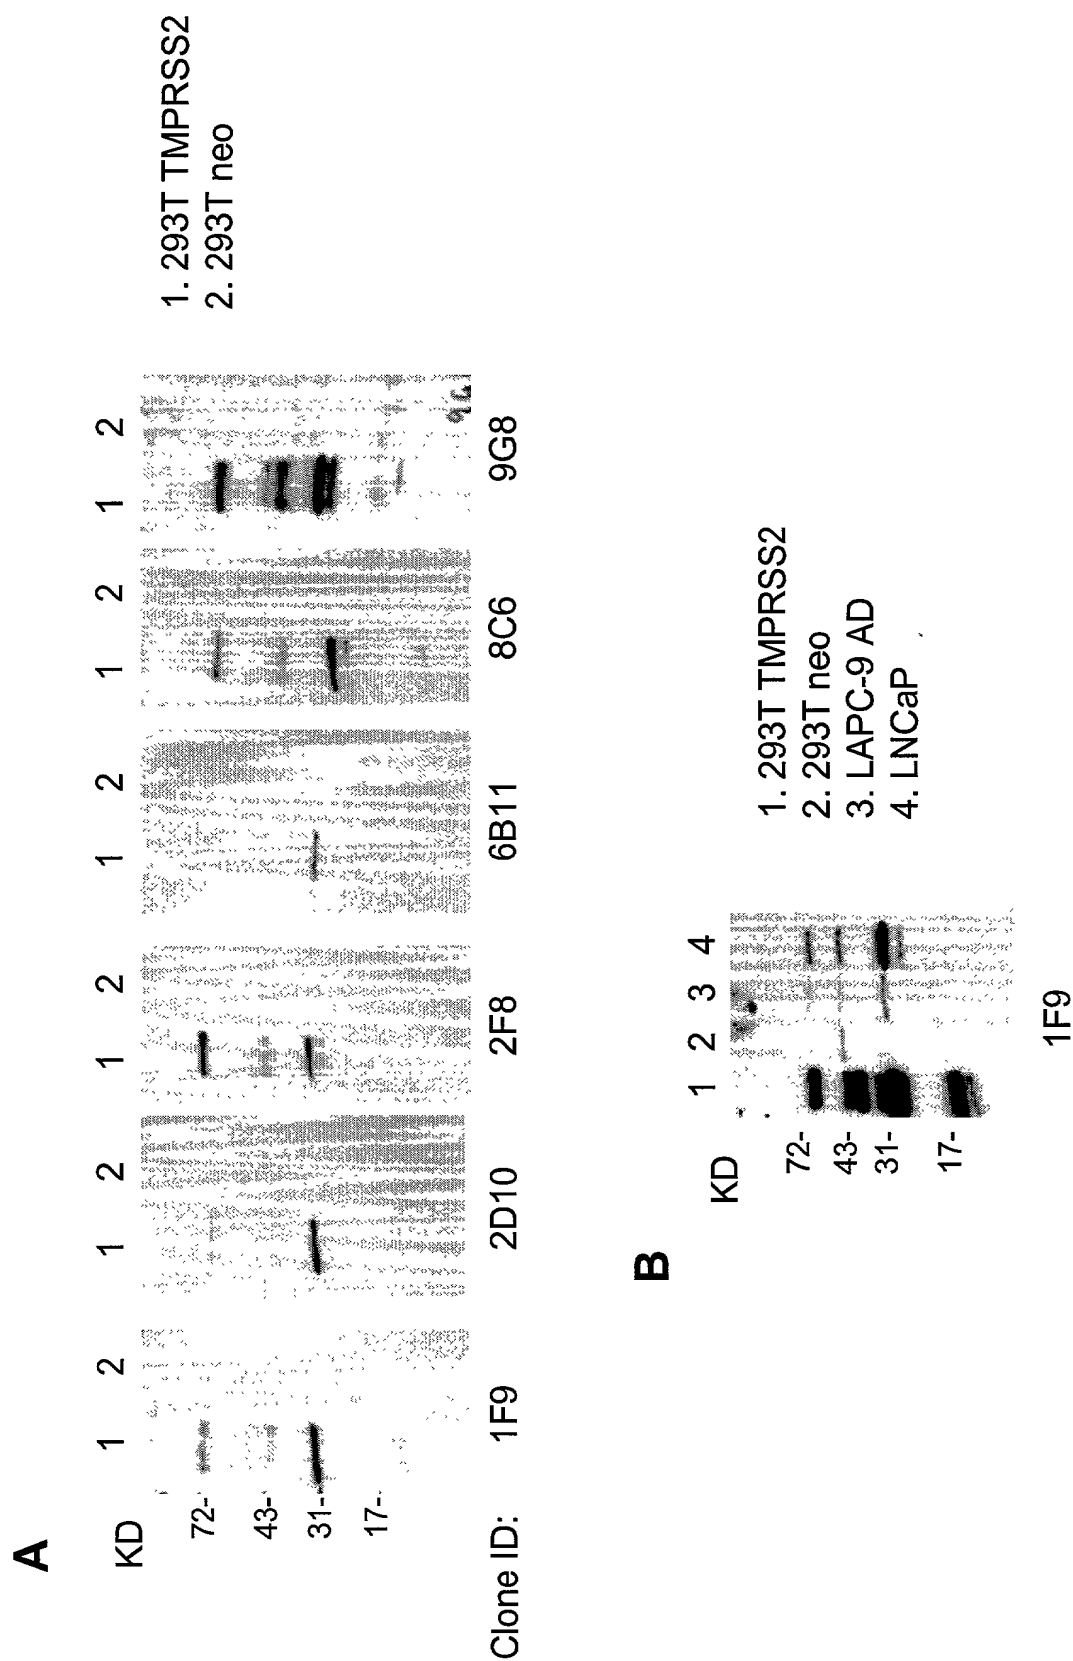 A
1 2 1 2 1 2 1 2 1 2 1 2
KD
72-
43-
31-
17-
Clone ID: 1F9 2D10 2F8 6B11 8C6 9G8
1. 293T TMPRSS2
2. 293T neo
B
1 2 3 4
KD
72-
43-
31-
17-
1F9
1. 293T TMPRSS2
2. 293T neo
3. LAPC-9 AD
4. LNCaP